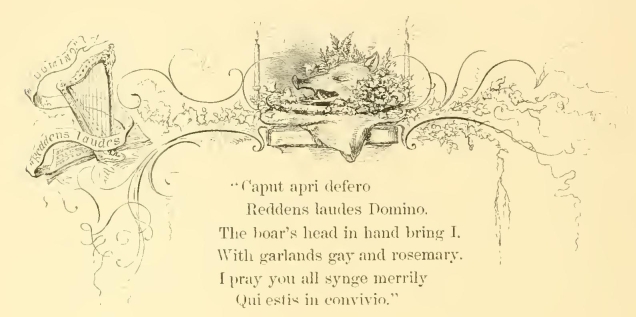 DOMINO
Reddens laudes
"Caput apri defero
Reddens laudes Domino.
The boar's head in hand bring I,
With garlands gay and rosemary.
I pray you all synge merrily
Qui estis in convivio."